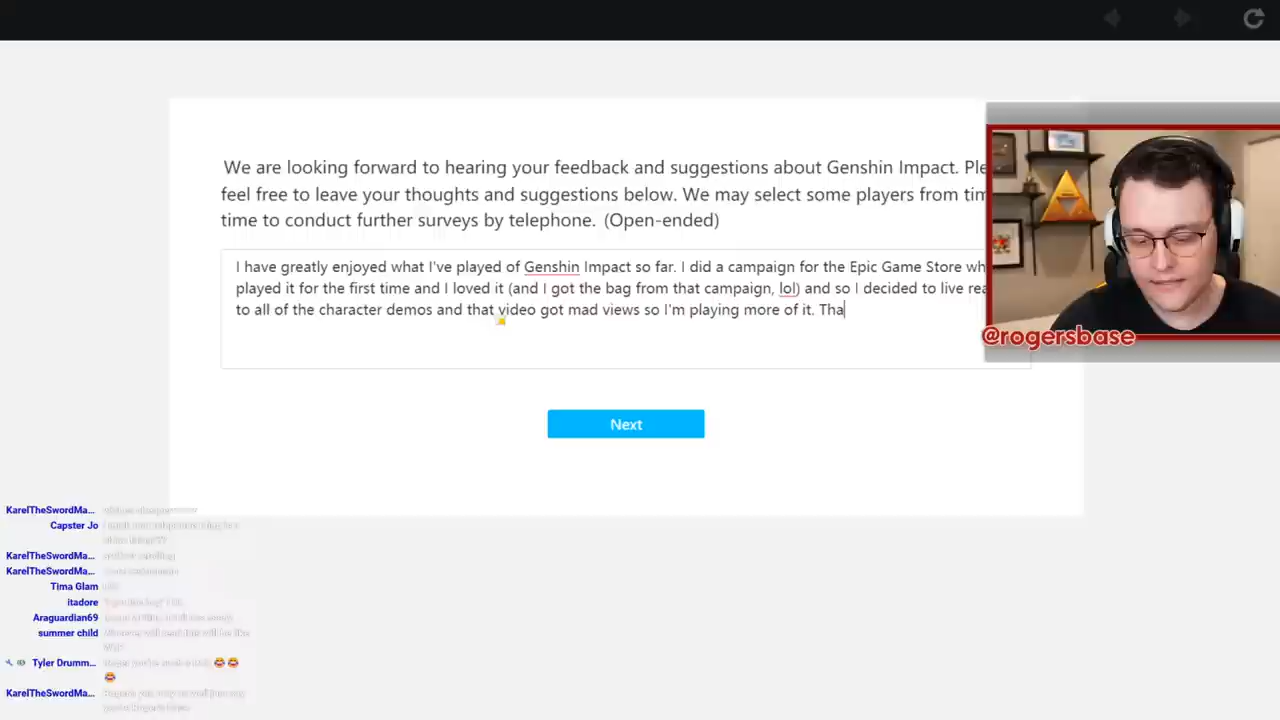 We are looking forward to hearing your feedback and suggestions about Genshin Impact. Ple
feel free to leave your thoughts and suggestions below. We may select some players from tim
time to conduct further surveys by telephone. (Open-ended)
I have greatly enjoyed what I've played of Genshin Impact so far. I did a campaign for the Epic Game Store wh
played it for the first time and I loved it (and I got the bag from that campaign, lol) and so I decided to live rea
to all of the character demos and that video got mad views so I'm playing more of it. Tha
@rogersbase
Next
KarelTheSwordMa...
Capster Jo
KarelTheSwordMa...
KarelTheSwordMa...
Tima Glam
itadore
Araguardian69
summer child
Tyler Drumm...
KarelTheSwordMa...